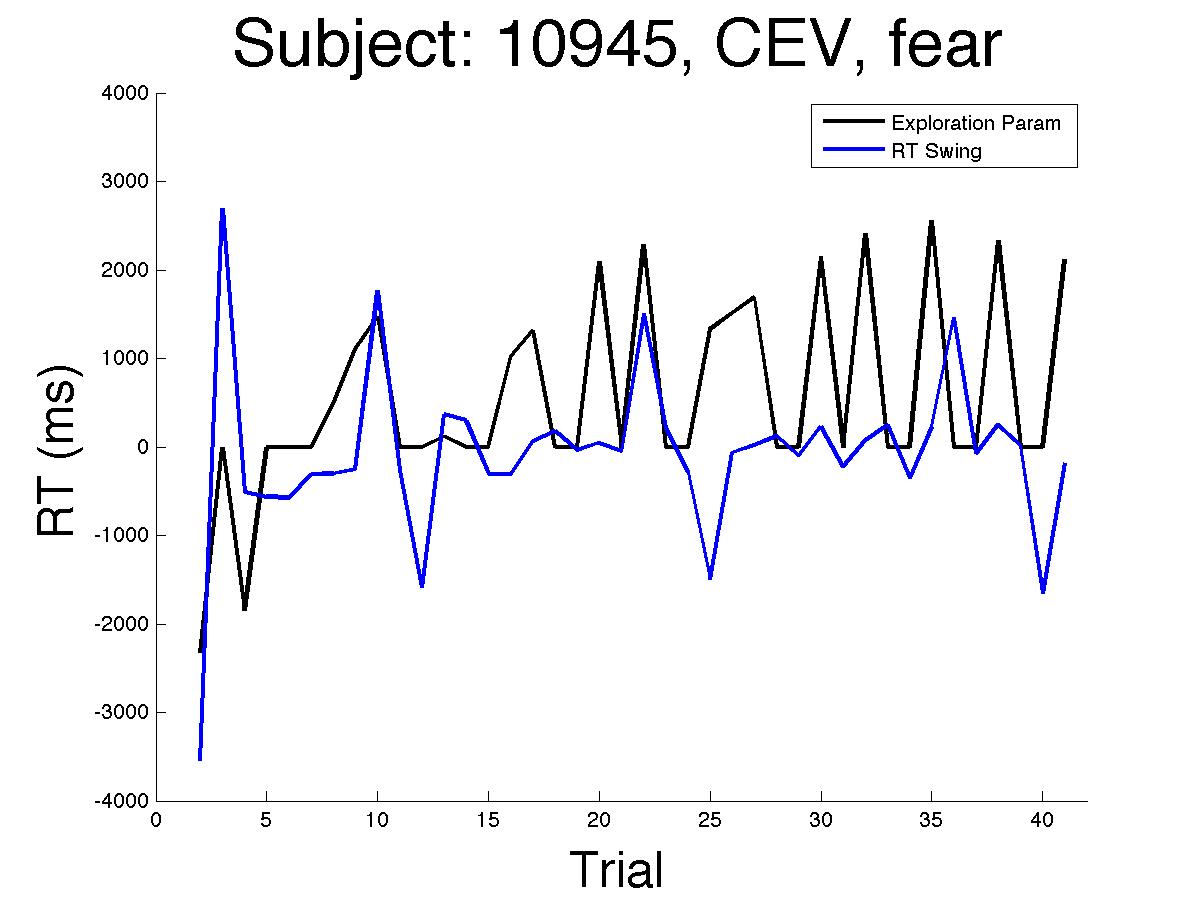 Subject: 10945, CEV, fear
4000
3000
2000
1000
0
-1000
-2000
-3000
-4000
RT (ms)
Exploration Param
RT Swing
0 5 10 15 20 25 30 35 40
Trial